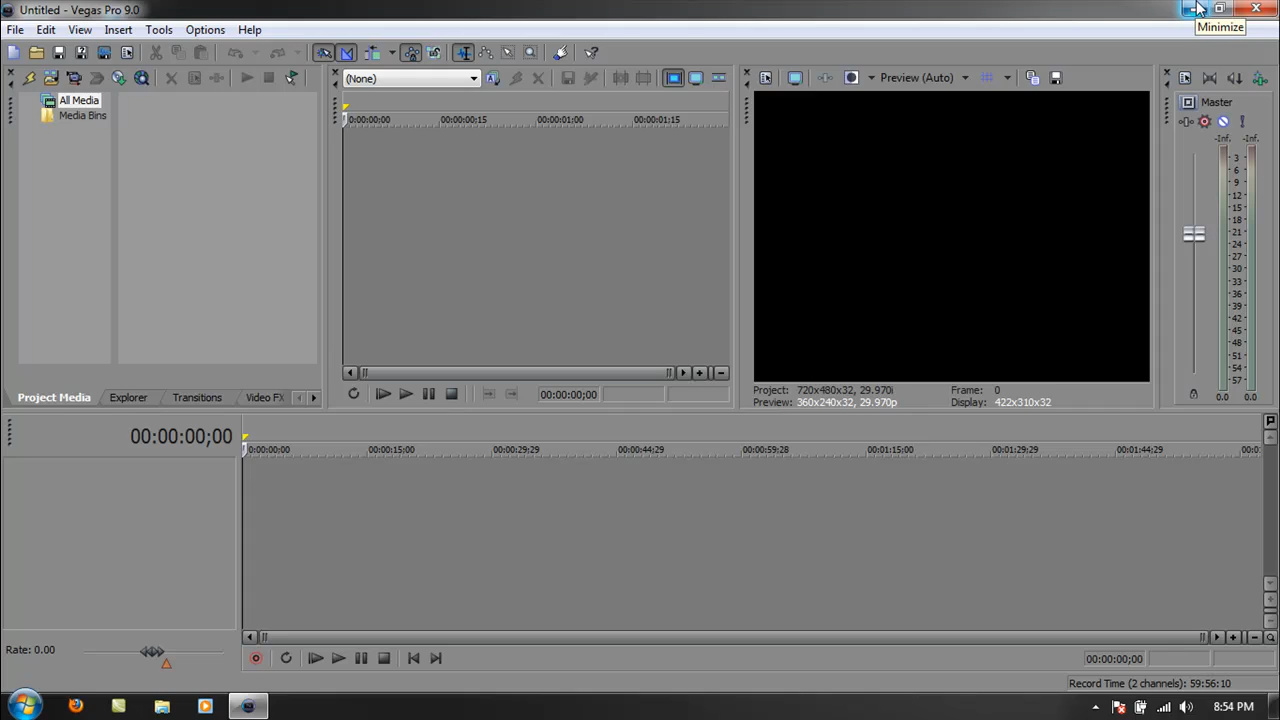 Untitled - Vegas Pro 9.0
Minimize
File Edit View Insert Tools Options Help
(None)
Preview (Auto)
All Media
Media Bins
Master
0:00:00:00 00:00:00:15 00:00:01:00 00:00:01:15
-Inf. -Inf.
3
6
9
12
15
18
21
24
27
30
33
36
39
42
45
48
51
54
57
0.0 0.0
Project: 720x480x32, 29.970i Frame: 0
Preview: 360x240x32, 29.970p Display: 422x310x32
00:00:00;00
Project Media Explorer Transitions Video FX
00:00:00;00
0:00:00:00 00:00:15:00 00:00:29:29 00:00:44:29 00:00:59:28 00:01:15:00 00:01:29:29 00:01:44:29 00:0
Rate: 0.00
00:00:00;00
Record Time (2 channels): 59:56:10
8:54 PM